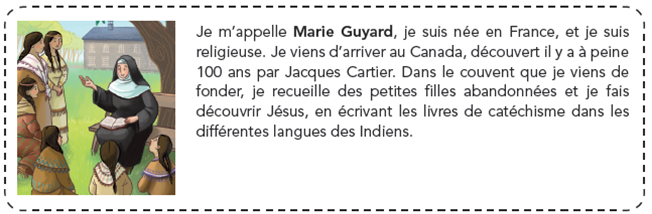 Je m’appelle Marie Guyard, je suis née en France, et je suis
religieuse. Je viens d’arriver au Canada, découvert il y a à peine
100 ans par Jacques Cartier. Dans le couvent que je viens de
fonder, je recueille des petites filles abandonnées et je fais
découvrir Jésus, en écrivant les livres de catéchisme dans les
différentes langues des Indiens.